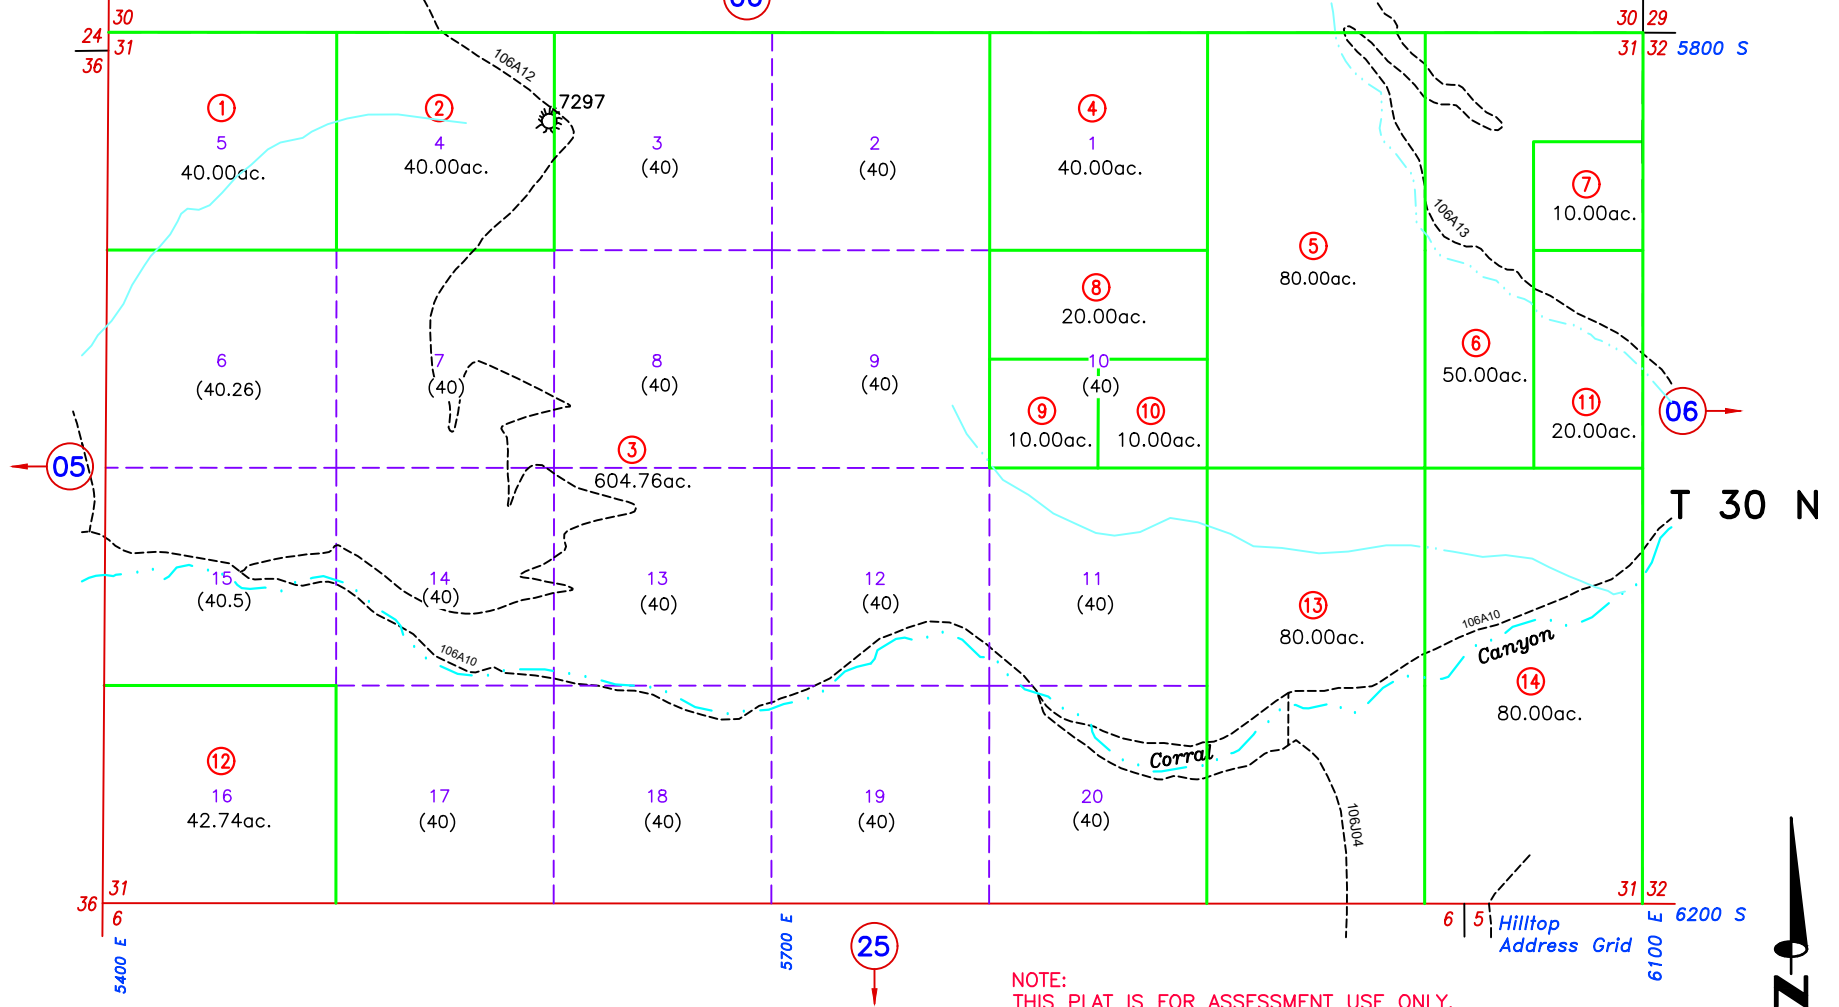 30
30 29
24 31
36
31 32 5800 S
106A12
7297
1
2
4
5
4
3
2
1
40.00ac.
40.00ac.
(40)
(40)
40.00ac.
7
10.00ac.
106A13
5
80.00ac.
8
20.00ac.
6
7
8
9
10
(40.26)
(40)
(40)
(40)
(40)
6
50.00ac.
9
10.00ac.
10
10.00ac.
11
20.00ac.
06
05
3
604.76ac.
T 30 N
15
14
13
12
11
(40.5)
(40)
(40)
(40)
(40)
13
80.00ac.
106A10
106A10
Canyon
14
80.00ac.
Corral
12
16
17
18
19
20
42.74ac.
(40)
(40)
(40)
(40)
106J04
31
31 32
36 6
6 5
6200 S
Hilltop
Address Grid
5400 E
5700 E
6100 E
25
NOTE:
THIS PLAT IS FOR ASSESSMENT USE ONLY.
N